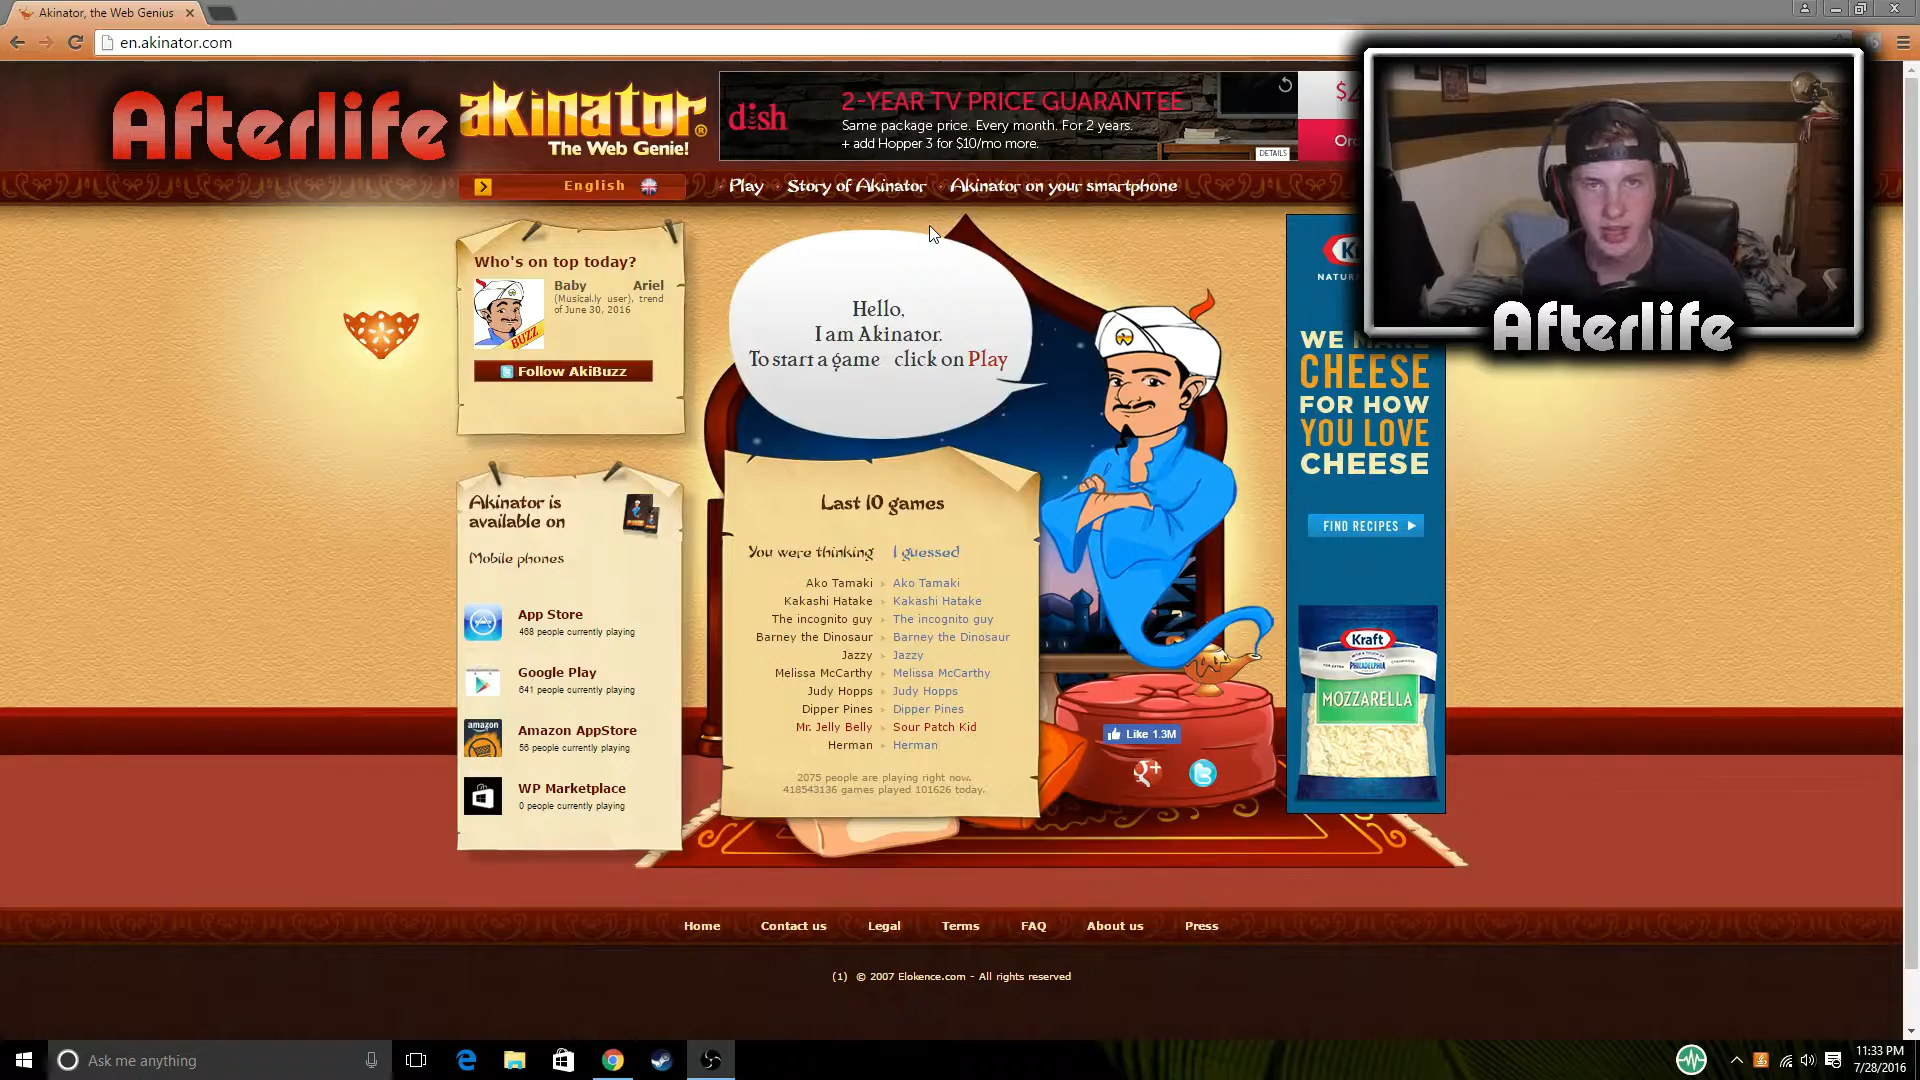 Akinator, the Web Genius
en.akinator.com
Afterlife
akinator®
The Web Genie!
dish
2-YEAR TV PRICE GUARANTEE
Same package price. Every month. For 2 years.
+ add Hopper 3 for $10/mo more.
DETAILS
English
Play
Story of Akinator
Akinator on your smartphone
Who's on top today?
Baby Ariel
(Musical.ly user), trend
of June 30, 2016
BUZZ
Follow AkiBuzz
Hello,
I am Akinator.
To start a game click on Play
Akinator is
available on
Mobile phones
App Store
468 people currently playing
Google Play
641 people currently playing
amazon
Amazon AppStore
56 people currently playing
WP Marketplace
0 people currently playing
Last 10 games
You were thinking I guessed
Ako Tamaki Ako Tamaki
Kakashi Hatake Kakashi Hatake
The incognito guy The incognito guy
Barney the Dinosaur Barney the Dinosaur
Jazzy Jazzy
Melissa McCarthy Melissa McCarthy
Judy Hopps Judy Hopps
Dipper Pines Dipper Pines
Mr. Jelly Belly Sour Patch Kid
Herman Herman
2075 people are playing right now.
418543136 games played 101626 today.
Like 1.3M
g+
Afterlife
WE
CHEESE
FOR HOW
YOU LOVE
CHEESE
FIND RECIPES
Kraft
PHILADELPHIA
MOZZARELLA
Home Contact us Legal Terms FAQ About us Press
(1) © 2007 Elokence.com - All rights reserved
Ask me anything
11:33 PM
7/28/2016